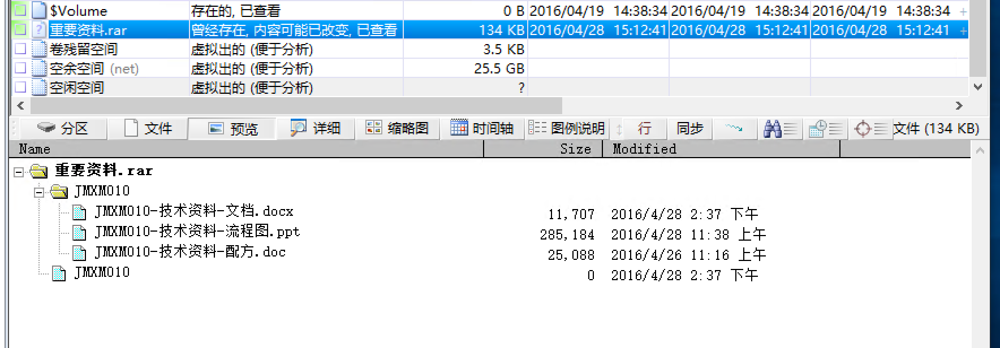 $Volume 存在的, 已查看 0 B 2016/04/19 14:38:34 2016/04/19 14:38:34 2016/04/19 14:38:34 +
重要资料.rar 曾经存在, 内容可能已改变, 已查看 134 KB 2016/04/28 15:12:41 2016/04/28 15:12:41 2016/04/28 15:12:41 +
卷残留空间 虚拟出的 (便于分析) 3.5 KB
空余空间 (net) 虚拟出的 (便于分析) 25.5 GB
空闲空间 虚拟出的 (便于分析) ?
分区 文件 预览 详细 缩略图 时间轴 图例说明 行 同步 文件 (134 KB)
Name Size Modified
重要资料.rar
JMXM010
JMXM010-技术资料-文档.docx 11,707 2016/4/28 2:37 下午
JMXM010-技术资料-流程图.ppt 285,184 2016/4/28 11:38 上午
JMXM010-技术资料-配方.doc 25,088 2016/4/26 11:16 上午
JMXM010 0 2016/4/28 2:37 下午